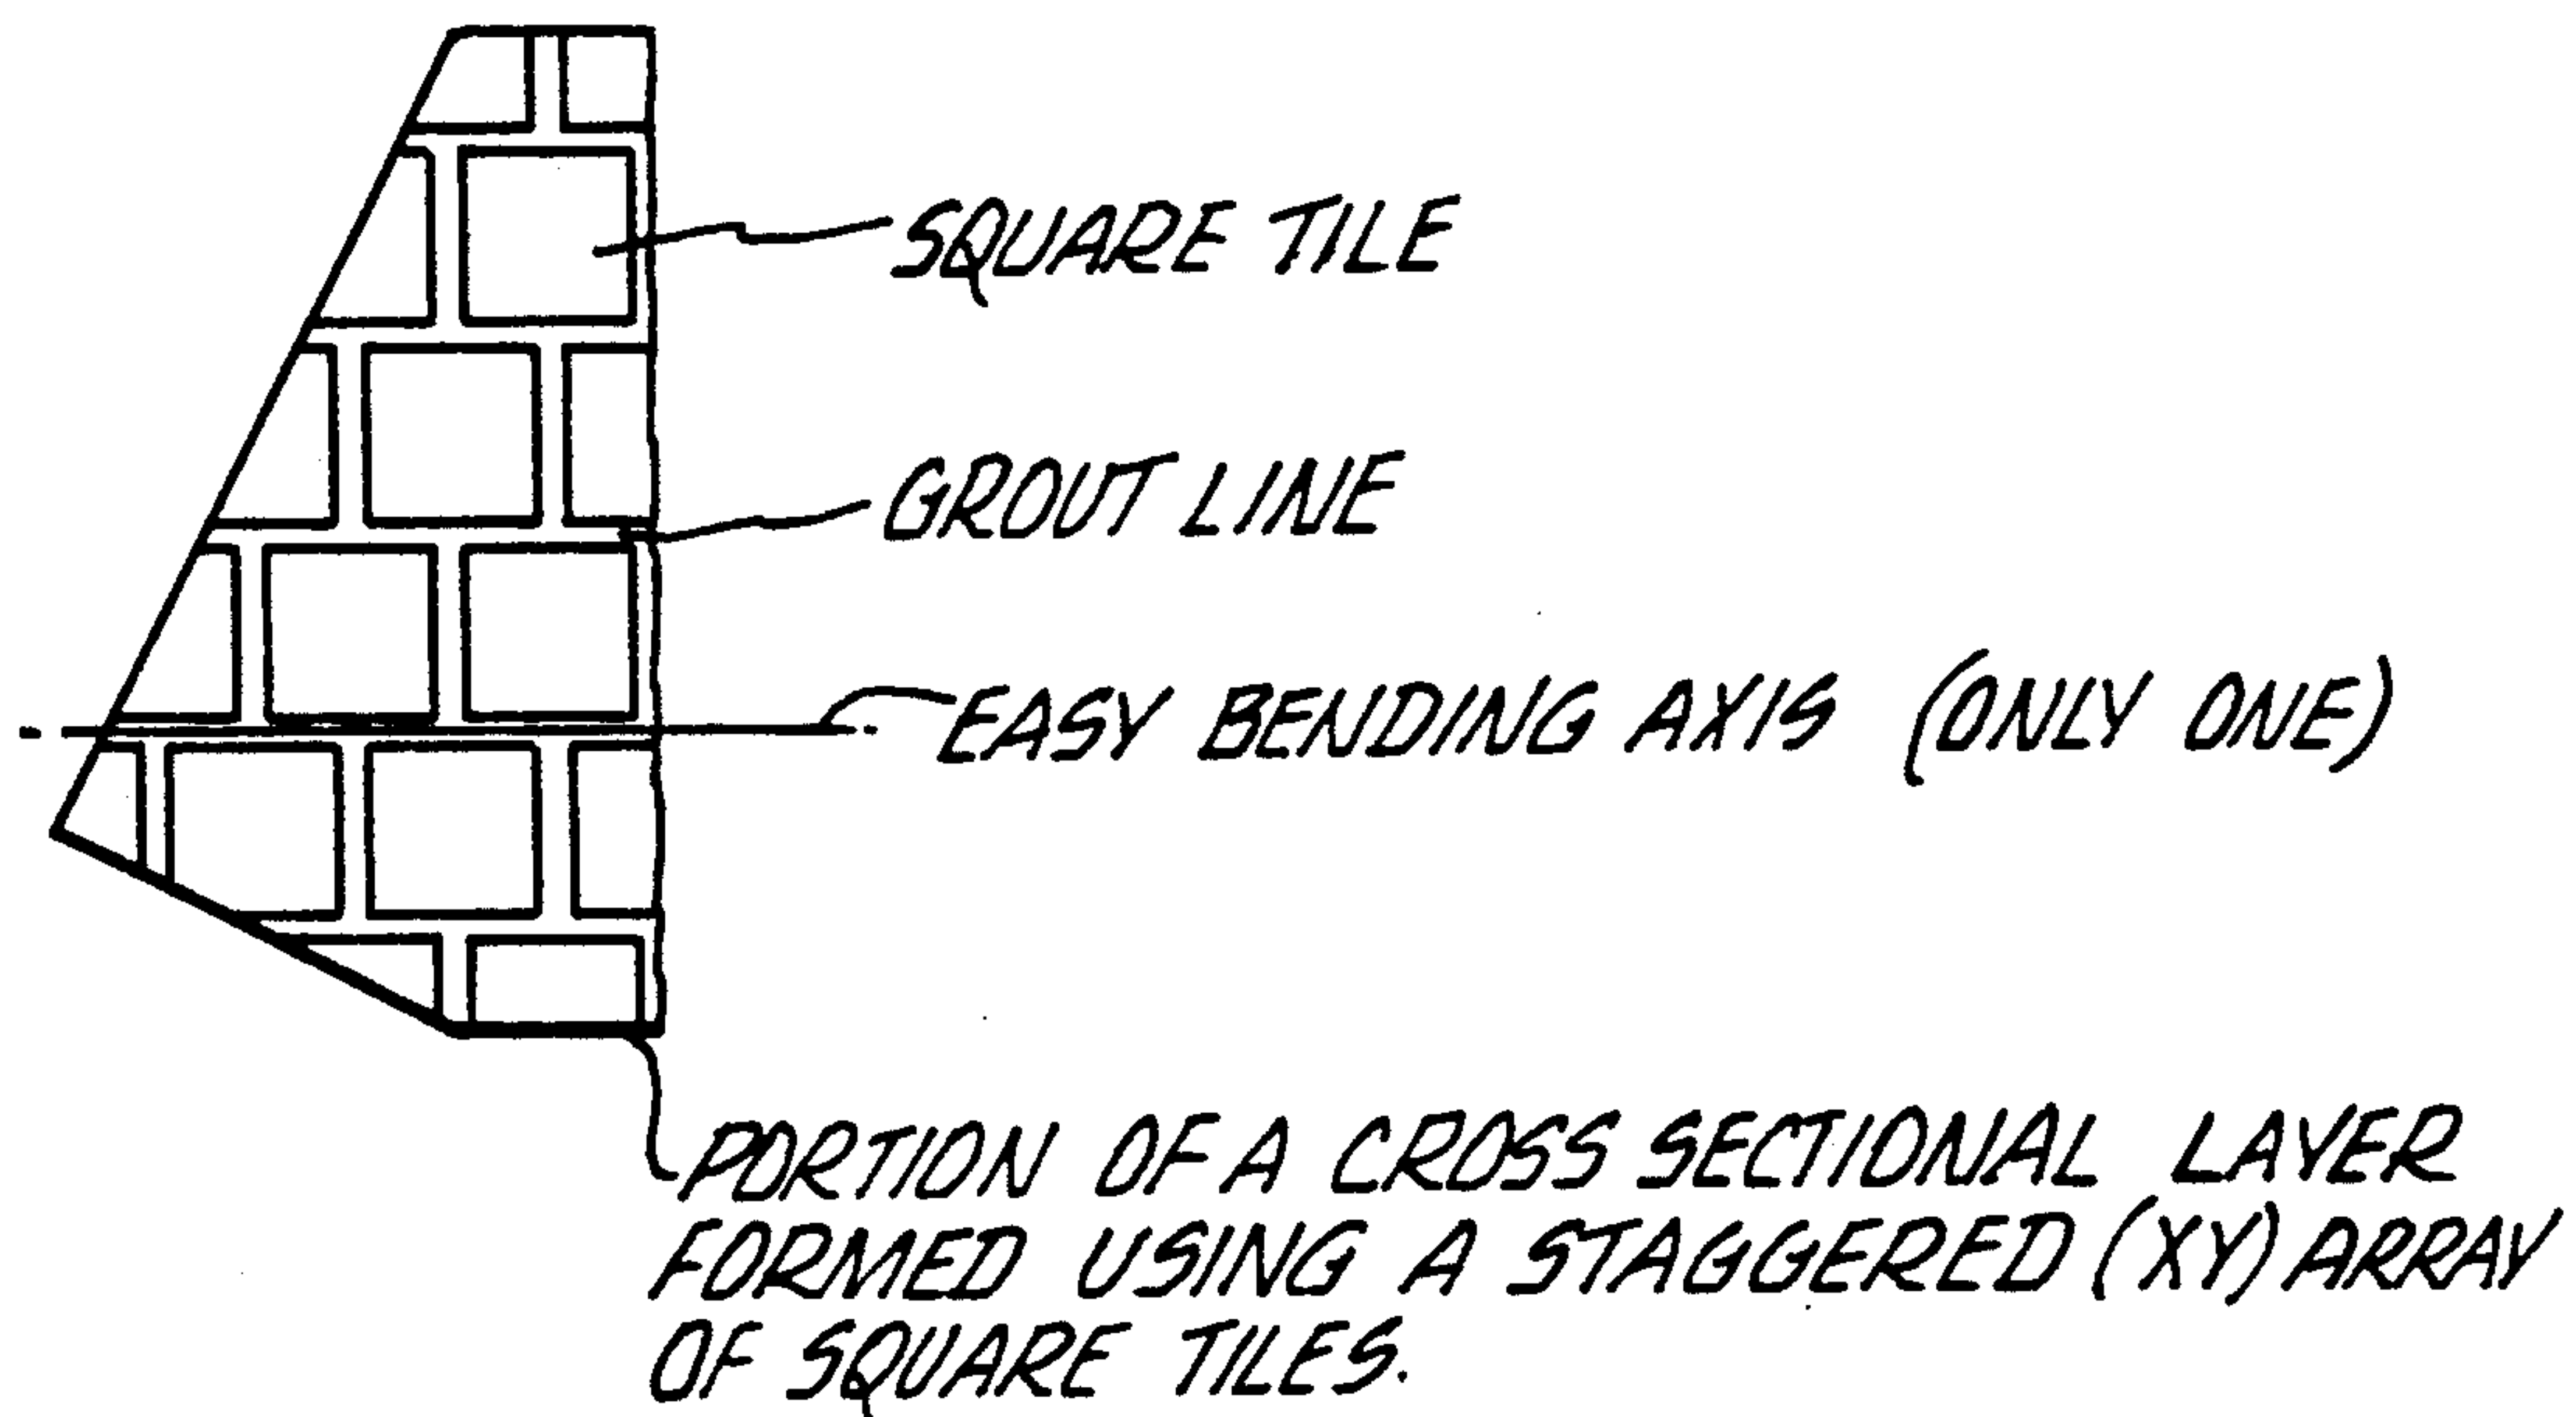 SQUARE TILE
GROUT LINE
EASY BENDING AXIS (ONLY ONE)
PORTION OF A CROSS SECTIONAL LAYER
FORMED USING A STAGGERED (XY) ARRAY
OF SQUARE TILES.